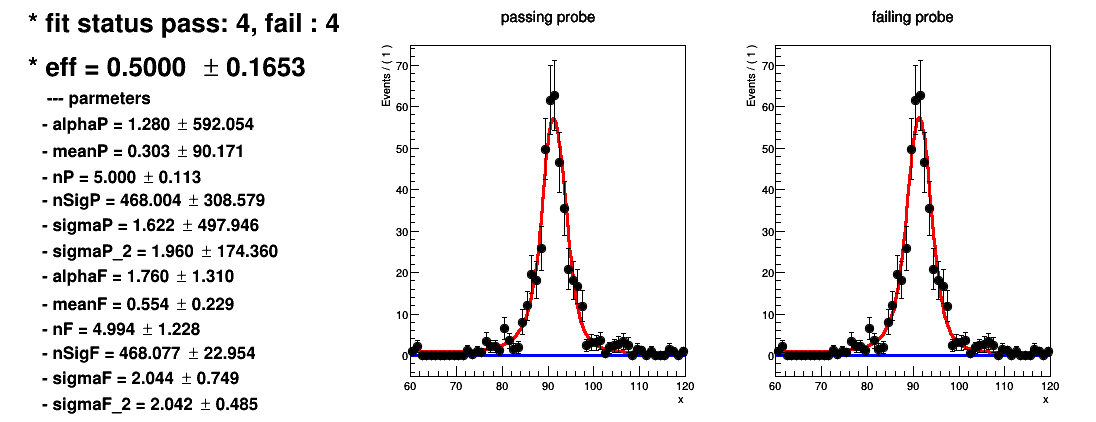 * fit status pass: 4, fail : 4
* eff = 0.5000 ± 0.1653
--- parmeters
- alphaP = 1.280 ± 592.054
- meanP = 0.303 ± 90.171
- nP = 5.000 ± 0.113
- nSigP = 468.004 ± 308.579
- sigmaP = 1.622 ± 497.946
- sigmaP_2 = 1.960 ± 174.360
- alphaF = 1.760 ± 1.310
- meanF = 0.554 ± 0.229
- nF = 4.994 ± 1.228
- nSigF = 468.077 ± 22.954
- sigmaF = 2.044 ± 0.749
- sigmaF_2 = 2.042 ± 0.485
passing probe
Events / ( 1 )
70
60
50
40
30
20
10
0
60 70 80 90 100 110 120
x
failing probe
Events / ( 1 )
70
60
50
40
30
20
10
0
60 70 80 90 100 110 120
x